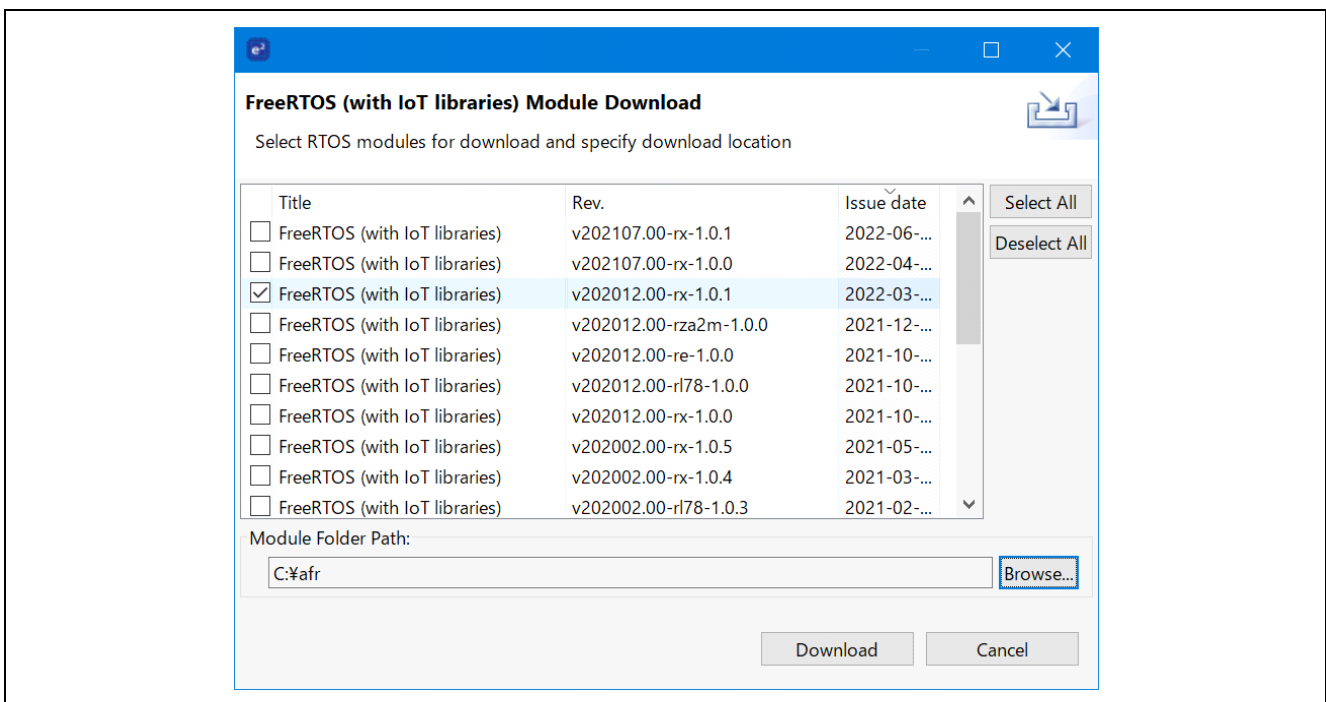 e²
FreeRTOS (with IoT libraries) Module Download
Select RTOS modules for download and specify download location
Title Rev. Issue date
FreeRTOS (with IoT libraries) v202107.00-rx-1.0.1 2022-06-...
FreeRTOS (with IoT libraries) v202107.00-rx-1.0.0 2022-04-...
FreeRTOS (with IoT libraries) v202012.00-rx-1.0.1 2022-03-...
FreeRTOS (with IoT libraries) v202012.00-rza2m-1.0.0 2021-12-...
FreeRTOS (with IoT libraries) v202012.00-re-1.0.0 2021-10-...
FreeRTOS (with IoT libraries) v202012.00-rl78-1.0.0 2021-10-...
FreeRTOS (with IoT libraries) v202012.00-rx-1.0.0 2021-10-...
FreeRTOS (with IoT libraries) v202002.00-rx-1.0.5 2021-05-...
FreeRTOS (with IoT libraries) v202002.00-rx-1.0.4 2021-03-...
FreeRTOS (with IoT libraries) v202002.00-rl78-1.0.3 2021-02-...
Select All
Deselect All
Module Folder Path:
C:¥afr Browse...
Download Cancel